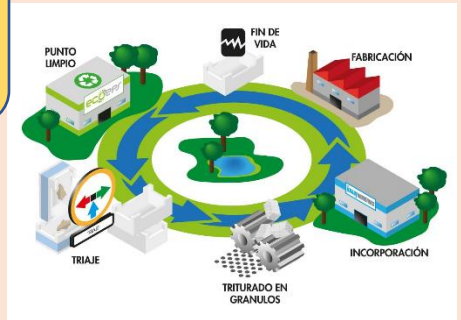 FIN DE
VIDA
PUNTO
LIMPIO
FABRICACIÓN
TRIAJE
INCORPORACIÓN
TRITURADO EN
GRANULOS